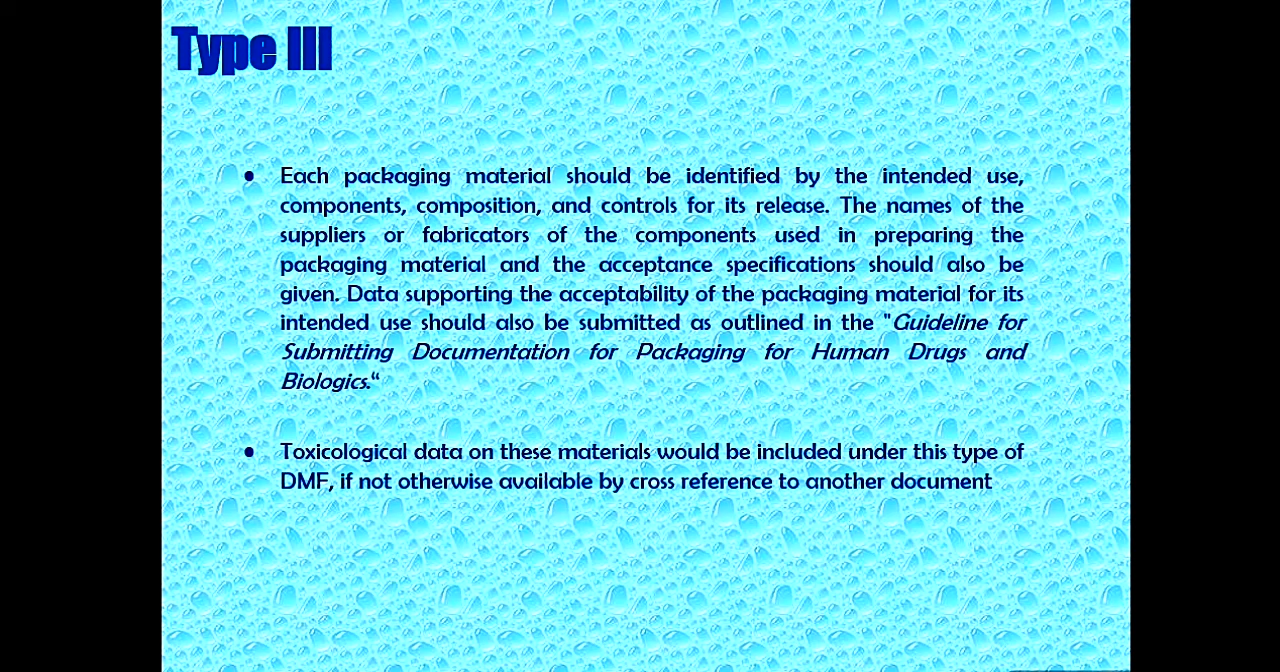 Type III
• Each packaging material should be identified by the intended use,
components, composition, and controls for its release. The names of the
suppliers or fabricators of the components used in preparing the
packaging material and the acceptance specifications should also be
given. Data supporting the acceptability of the packaging material for its
intended use should also be submitted as outlined in the "Guideline for
Submitting Documentation for Packaging for Human Drugs and
Biologics.“
• Toxicological data on these materials would be included under this type of
DMF, if not otherwise available by cross reference to another document